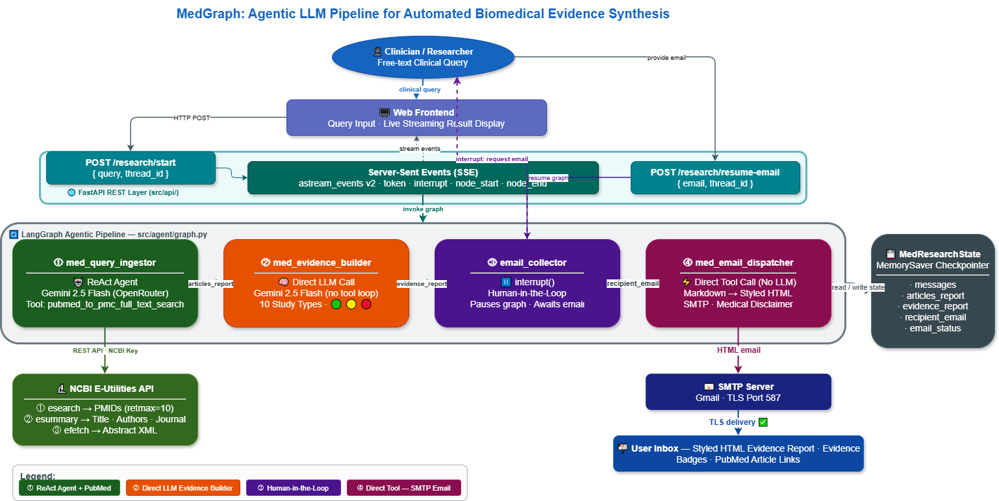 MedGraph: Agentic LLM Pipeline for Automated Biomedical Evidence Synthesis
Clinician / Researcher
Free-text Clinical Query
provide email
clinical query
Web Frontend
Query Input · Live Streaming Result Display
HTTP POST
stream events
POST /research/start
{ query, thread_id }
FastAPI REST Layer (src/api/)
interrupt: request email
Server-Sent Events (SSE)
astream_events v2 · token · interrupt · node_start · node_end
resume graph
POST /research/resume-email
{ email, thread_id }
invoke graph
LangGraph Agentic Pipeline — src/agent/graph.py
① med_query_ingestor
ReAct Agent
Gemini 2.5 Flash (OpenRouter)
Tool: pubmed_to_pmc_full_text_search
articles_report
② med_evidence_builder
Direct LLM Call
Gemini 2.5 Flash (no tool loop)
10 Study Types ·
evidence_report
③ email_collector
interrupt()
Human-in-the-Loop
Pauses graph · Awaits email
recipient_email
④ med_email_dispatcher
Direct Tool Call (No LLM)
Markdown → Styled HTML
SMTP · Medical Disclaimer
read / write state
MedResearchState
MemorySaver Checkpointer
· messages
· articles_report
· evidence_report
· recipient_email
· email_status
REST API · NCBI Key
HTML email
NCBI E-Utilities API
① esearch → PMIDs (retmax=10)
② esummary → Title · Authors · Journal
③ efetch → Abstract XML
SMTP Server
Gmail · TLS Port 587
TLS delivery
User Inbox — Styled HTML Evidence Report · Evidence
Badges · PubMed Article Links
Legend:
① ReAct Agent + PubMed
② Direct LLM Evidence Builder
③ Human-in-the-Loop
④ Direct Tool — SMTP Email